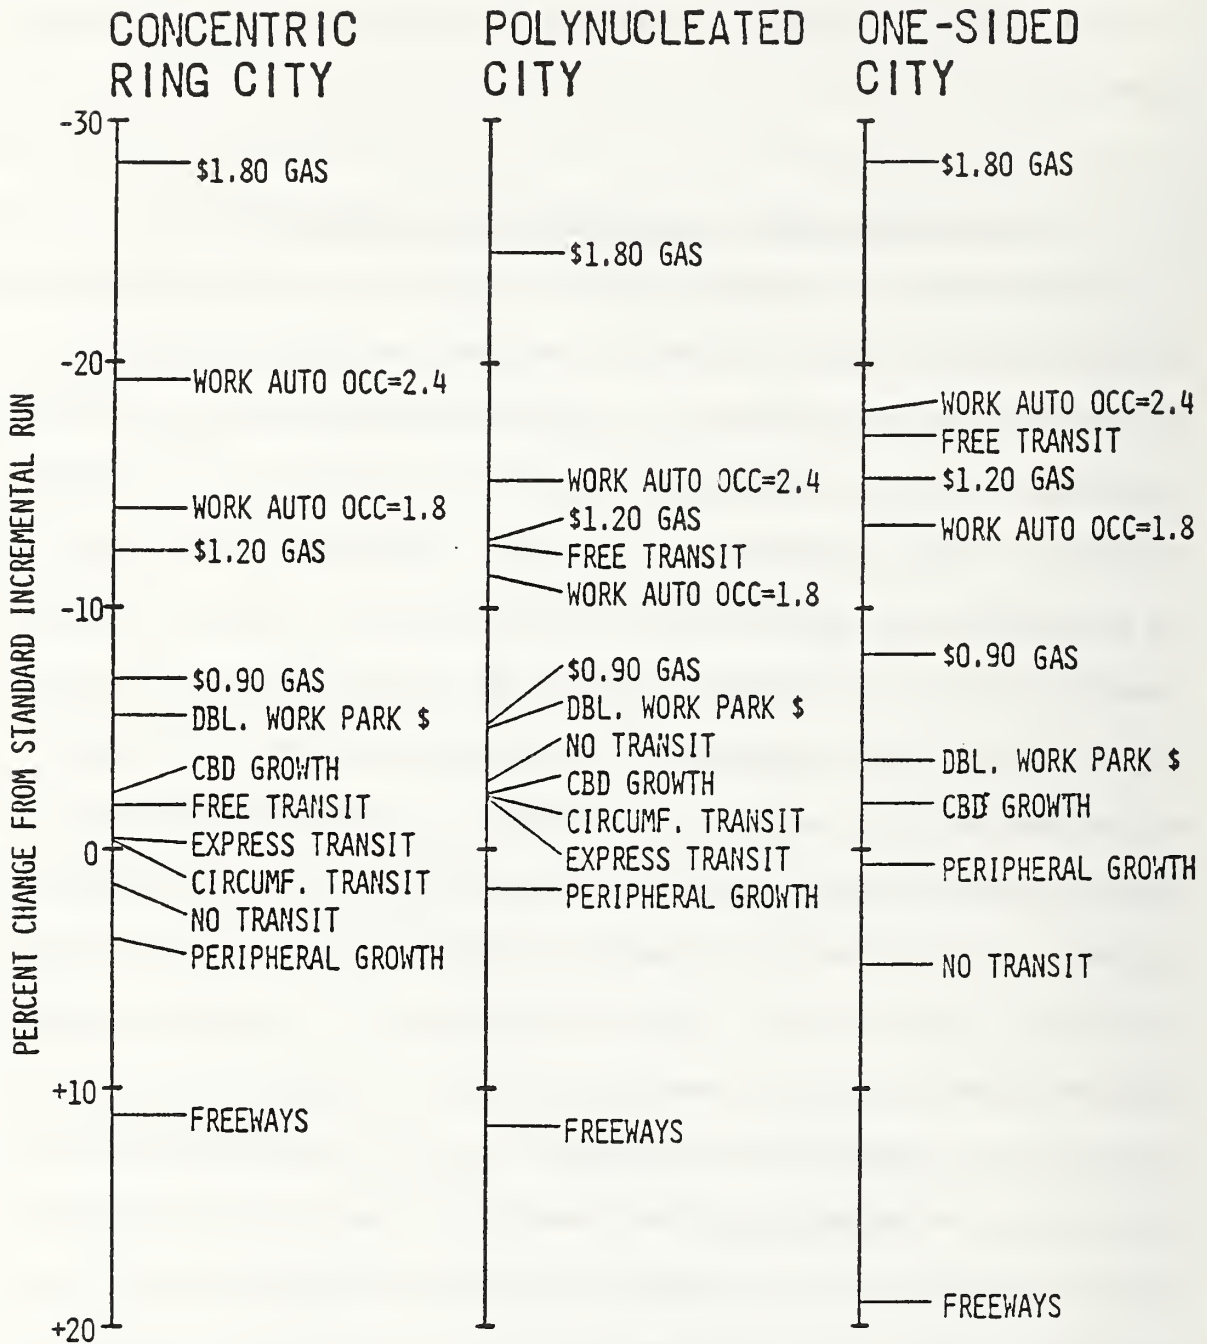 CONCENTRIC
RING CITY
POLYNUCLEATED
CITY
ONE-SIDED
CITY
PERCENT CHANGE FROM STANDARD INCREMENTAL RUN
-30
-20
-10
0
+10
+20
$1.80 GAS
WORK AUTO OCC=2.4
WORK AUTO OCC=1.8
$1.20 GAS
$0.90 GAS
DBL. WORK PARK $
CBD GROWTH
FREE TRANSIT
EXPRESS TRANSIT
CIRCUMF. TRANSIT
NO TRANSIT
PERIPHERAL GROWTH
FREEWAYS
$1.80 GAS
WORK AUTO OCC=2.4
$1.20 GAS
FREE TRANSIT
WORK AUTO OCC=1.8
$0.90 GAS
DBL. WORK PARK $
NO TRANSIT
CBD GROWTH
CIRCUMF. TRANSIT
EXPRESS TRANSIT
PERIPHERAL GROWTH
FREEWAYS
$1.80 GAS
WORK AUTO OCC=2.4
FREE TRANSIT
$1.20 GAS
WORK AUTO OCC=1.8
$0.90 GAS
DBL. WORK PARK $
CBD GROWTH
PERIPHERAL GROWTH
NO TRANSIT
FREEWAYS